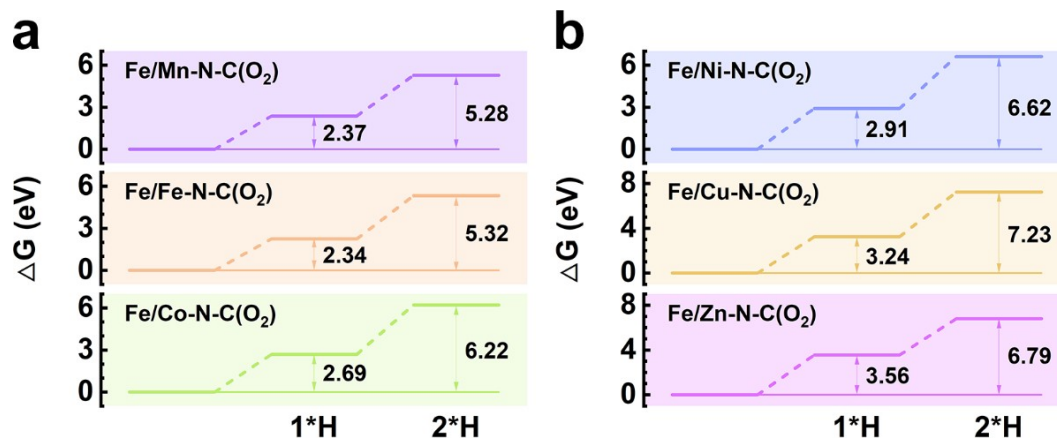 a
△G (eV)
Fe/Mn-N-C(O₂)
6
3
0
2.37
5.28
Fe/Fe-N-C(O₂)
6
3
0
2.34
5.32
Fe/Co-N-C(O₂)
6
3
0
2.69
6.22
1*H 2*H
b
△G (eV)
Fe/Ni-N-C(O₂)
6
3
0
2.91
6.62
Fe/Cu-N-C(O₂)
8
4
0
3.24
7.23
Fe/Zn-N-C(O₂)
8
4
0
3.56
6.79
1*H 2*H